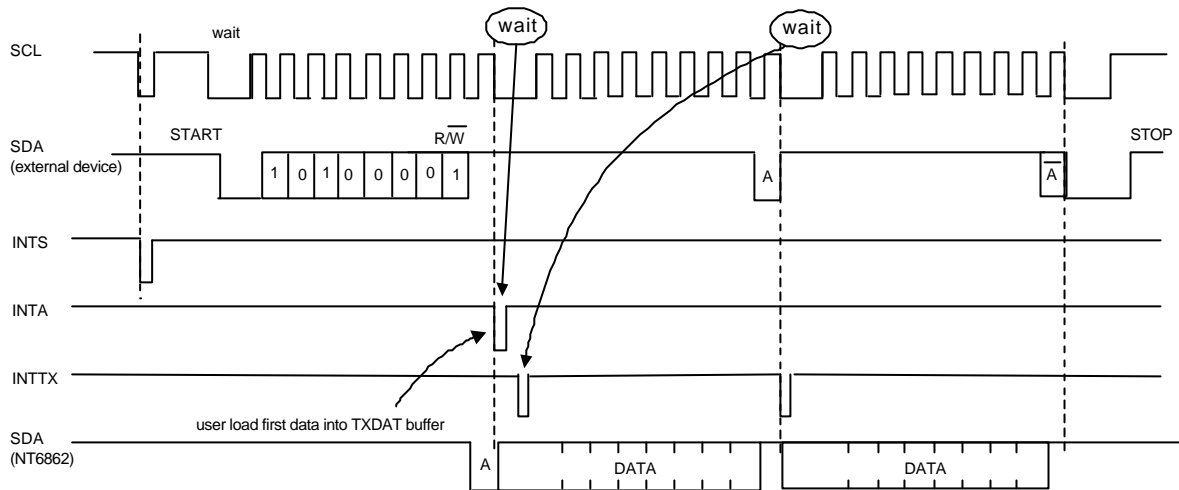 wait
wait
SCL
wait
START
R/W
STOP
SDA
(external device)
1 0 1 0 0 0 0 1
A
A
INTS
INTA
INTTX
user load first data into TXDAT buffer
SDA
(NT6862)
A
DATA
DATA